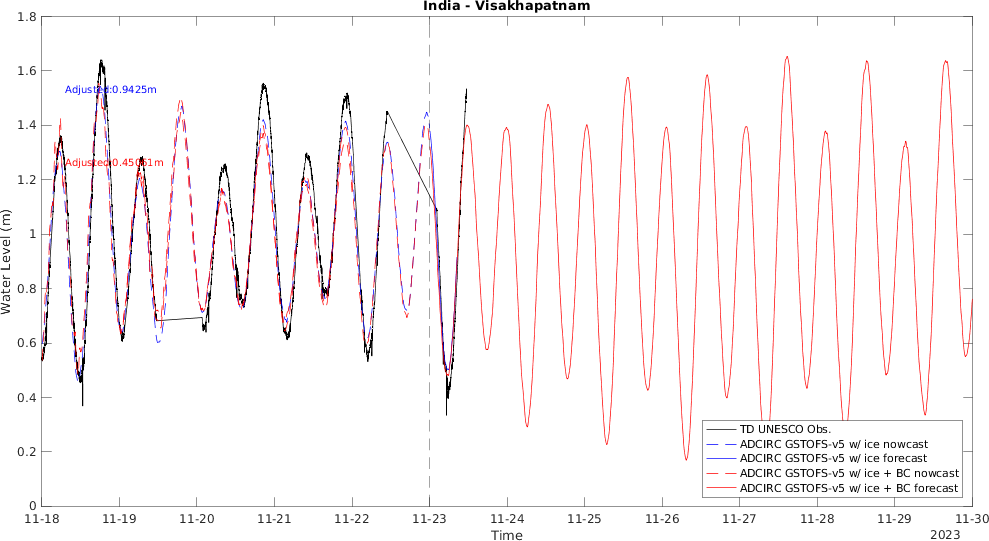 India - Visakhapatnam
1.8
1.6
1.4
1.2
1
0.8
0.6
0.4
0.2
0
Water Level (m)
Adjusted:0.9425m
TD UNESCO Obs.
ADCIRC GSTOFS-v5 w/ ice nowcast
ADCIRC GSTOFS-v5 w/ ice forecast
ADCIRC GSTOFS-v5 w/ ice + BC nowcast
ADCIRC GSTOFS-v5 w/ ice + BC forecast
11-18 11-19 11-20 11-21 11-22 11-23 11-24 11-25 11-26 11-27 11-28 11-29 11-30
Time
2023